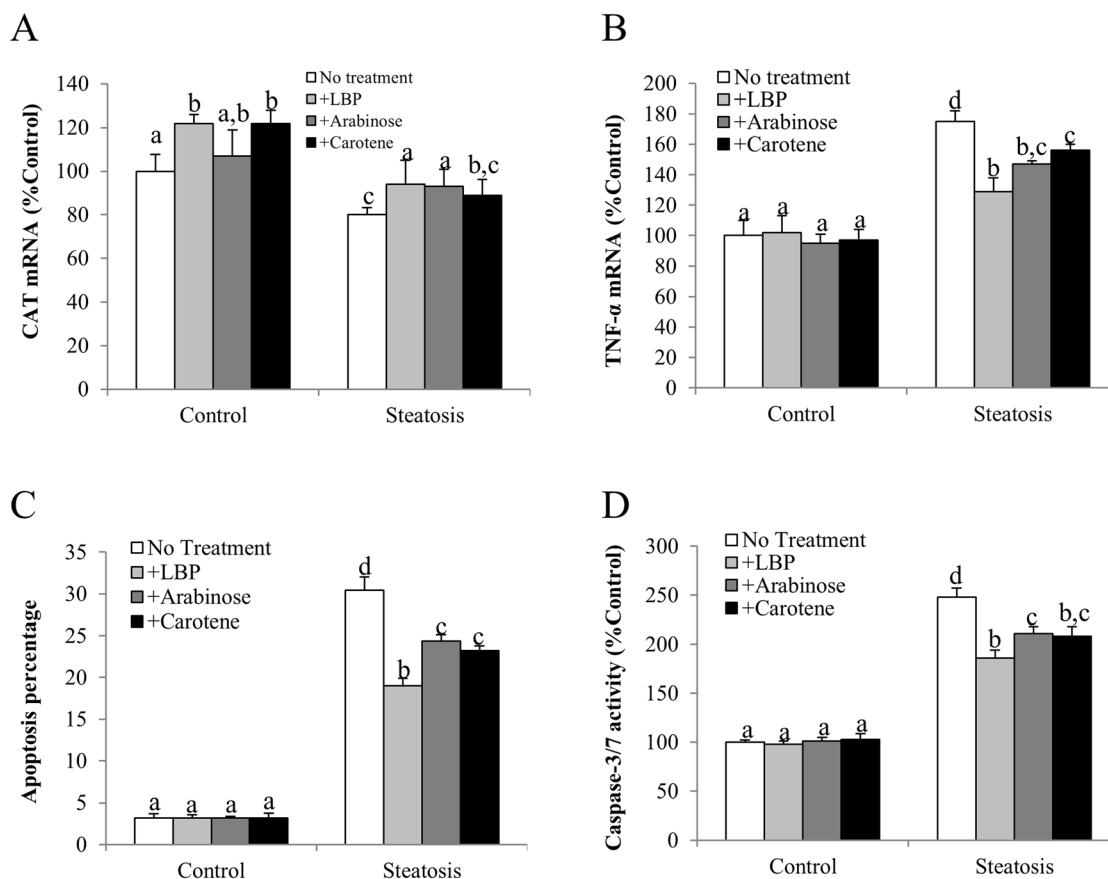 A
CAT mRNA (%Control)
140
120
100
80
60
40
20
0
No treatment
+LBP
+Arabinose
+Carotene
a
b
a,b
b
c
a
a
b,c
Control
Steatosis
B
TNF-α mRNA (%Control)
200
180
160
140
120
100
80
60
40
20
0
No treatment
+LBP
+Arabinose
+Carotene
a
a
a
a
d
b
b,c
c
Control
Steatosis
C
Apoptosis percentage
35
30
25
20
15
10
5
0
No Treatment
+LBP
+Arabinose
+Carotene
a
a
a
a
d
b
c
c
Control
Steatosis
D
Caspase-3/7 activity (%Control)
300
250
200
150
100
50
0
No Treatment
+LBP
+Arabinose
+Carotene
a
a
a
a
d
b
c
b,c
Control
Steatosis